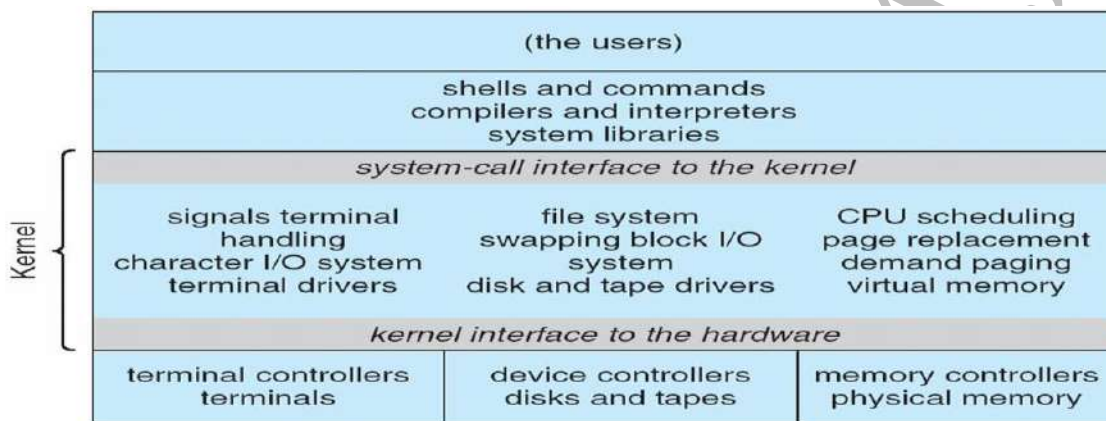 (the users)
shells and commands
compilers and interpreters
system libraries
system-call interface to the kernel
Kernel
signals terminal
handling
character I/O system
terminal drivers
file system
swapping block I/O
system
disk and tape drivers
CPU scheduling
page replacement
demand paging
virtual memory
kernel interface to the hardware
terminal controllers
terminals
device controllers
disks and tapes
memory controllers
physical memory